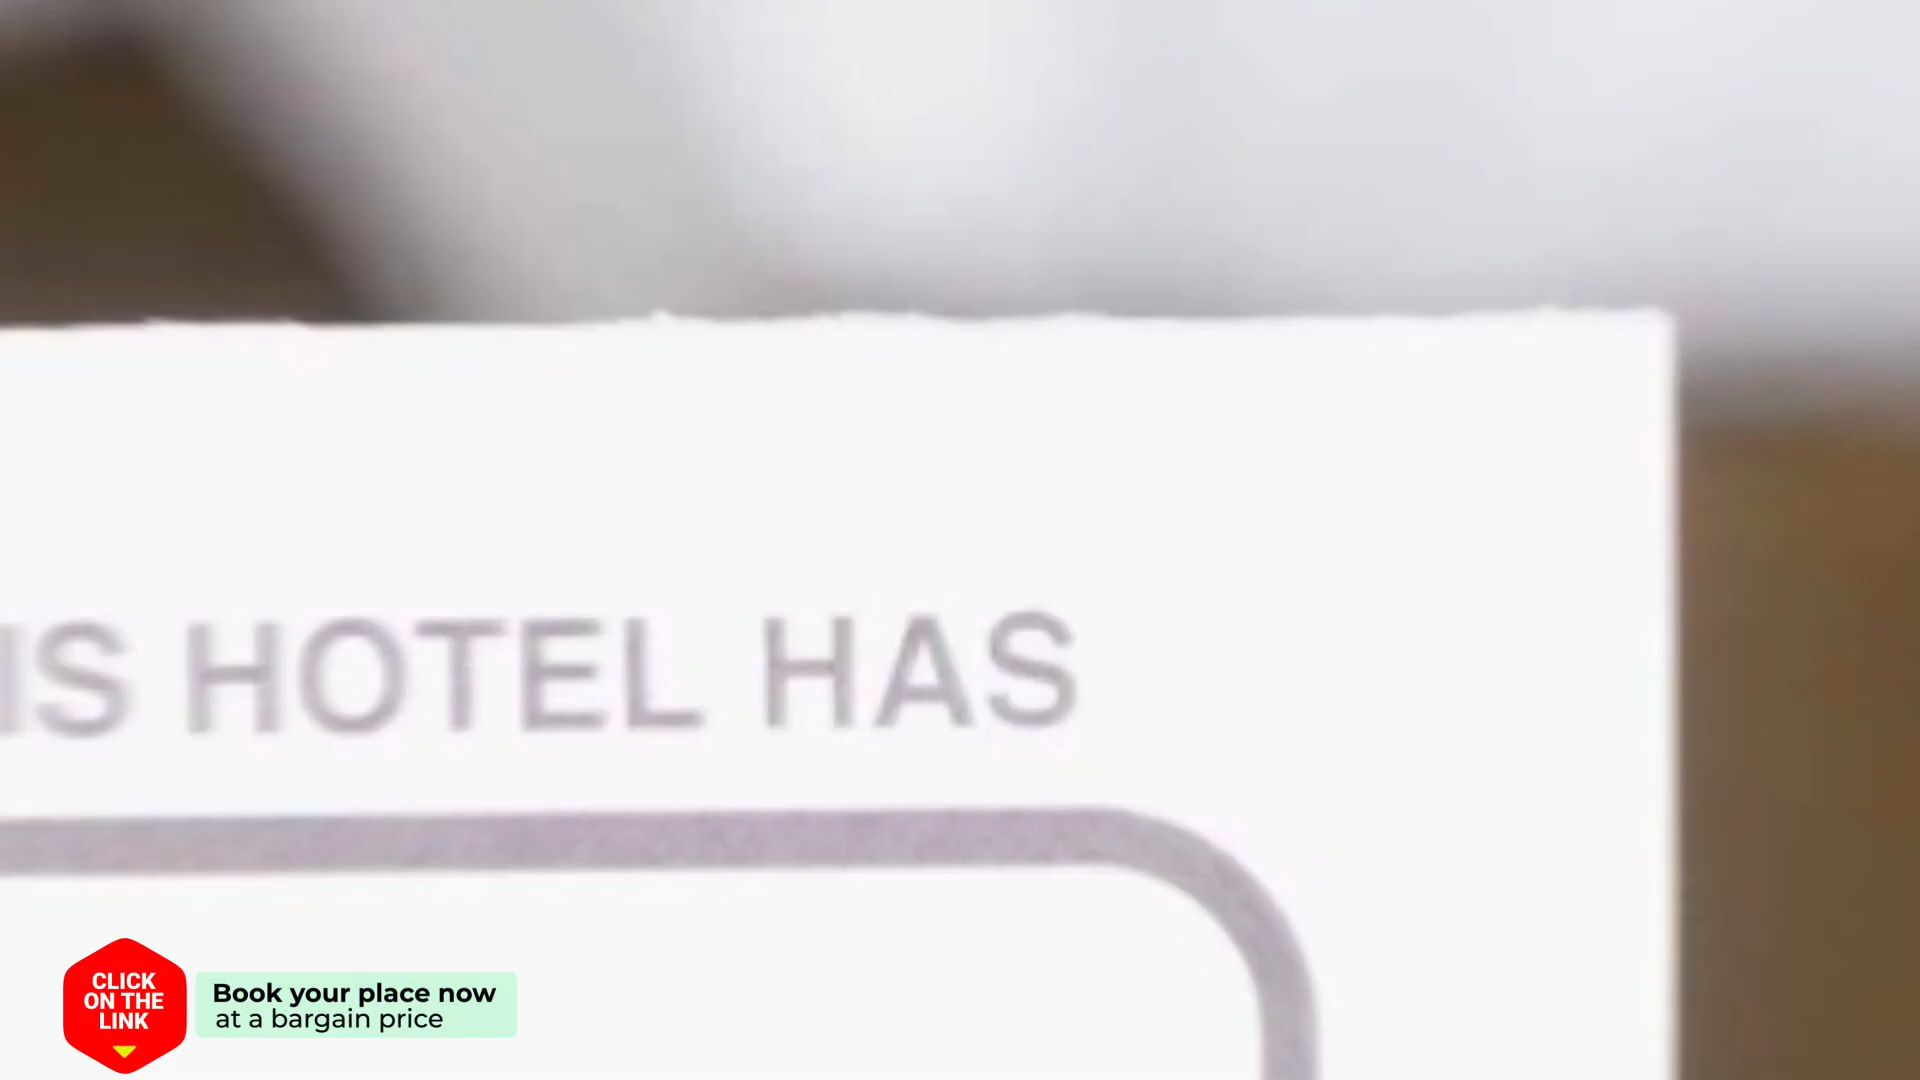 IS HOTEL HAS
CLICK
ON THE
LINK
Book your place now
at a bargain price